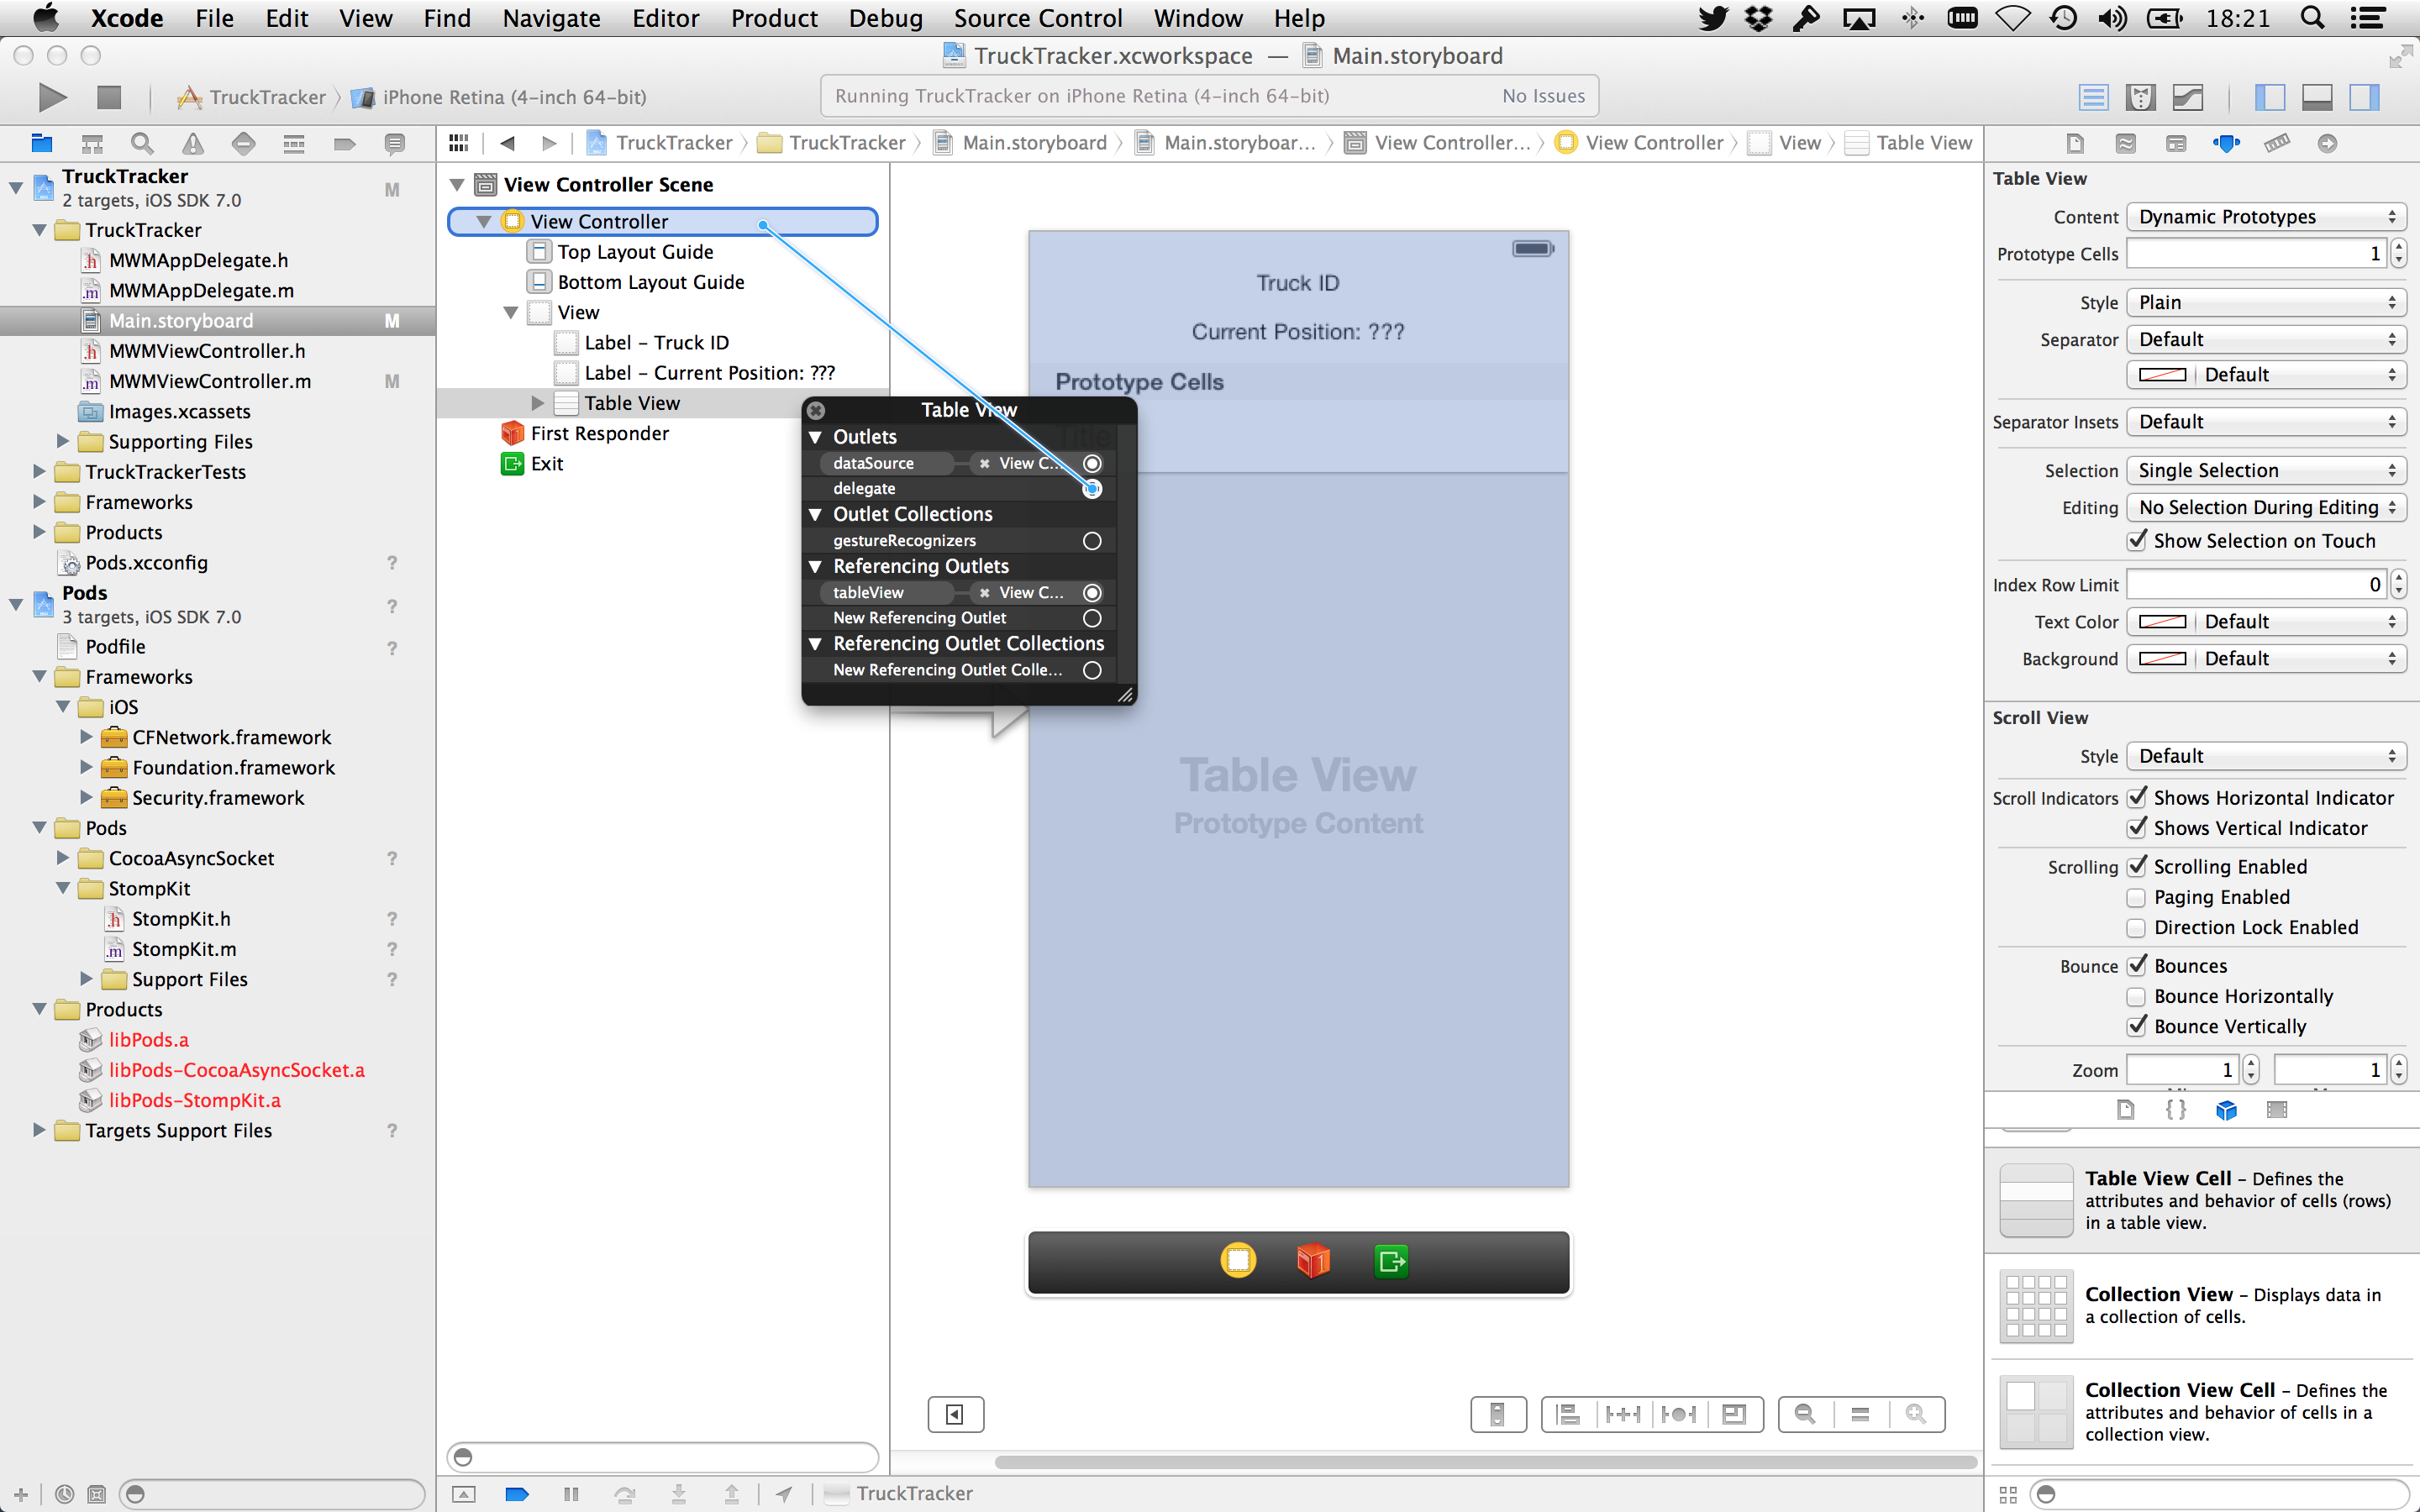 Xcode File Edit View Find Navigate Editor Product Debug Source Control Window Help 18:21
TruckTracker.xcworkspace — Main.storyboard
TruckTracker iPhone Retina (4-inch 64-bit)
Running TruckTracker on iPhone Retina (4-inch 64-bit) No Issues
TruckTracker TruckTracker Main.storyboard Main.storyboar... View Controller... View Controller View Table View
TruckTracker M
2 targets, iOS SDK 7.0
TruckTracker
MWMAppDelegate.h
MWMAppDelegate.m
Main.storyboard M
MWMViewController.h
MWMViewController.m M
Images.xcassets
Supporting Files
TruckTrackerTests
Frameworks
Products
Pods.xcconfig ?
Pods
3 targets, iOS SDK 7.0 ?
Podfile ?
Frameworks
iOS
CFNetwork.framework
Foundation.framework
Security.framework
Pods
CocoaAsyncSocket ?
StompKit
StompKit.h ?
StompKit.m ?
Support Files ?
Products
libPods.a
libPods-CocoaAsyncSocket.a
libPods-StompKit.a
Targets Support Files ?
View Controller Scene
View Controller
Top Layout Guide
Bottom Layout Guide
View
Label – Truck ID
Label – Current Position: ???
Table View
First Responder
Exit
Truck ID
Current Position: ???
Prototype Cells
Title
Table View
Outlets
dataSource View C...
delegate
Outlet Collections
gestureRecognizers
Referencing Outlets
tableView View C...
New Referencing Outlet
Referencing Outlet Collections
New Referencing Outlet Colle...
Table View
Prototype Content
TruckTracker
Table View
Content Dynamic Prototypes
Prototype Cells 1
Style Plain
Separator Default
Default
Separator Insets Default
Selection Single Selection
Editing No Selection During Editing
Show Selection on Touch
Index Row Limit 0
Text Color Default
Background Default
Scroll View
Style Default
Scroll Indicators Shows Horizontal Indicator
Shows Vertical Indicator
Scrolling Scrolling Enabled
Paging Enabled
Direction Lock Enabled
Bounce Bounces
Bounce Horizontally
Bounce Vertically
Zoom 1 1
Table View Cell – Defines the
attributes and behavior of cells (rows)
in a table view.
Collection View – Displays data in
a collection of cells.
Collection View Cell – Defines the
attributes and behavior of cells in a
collection view.